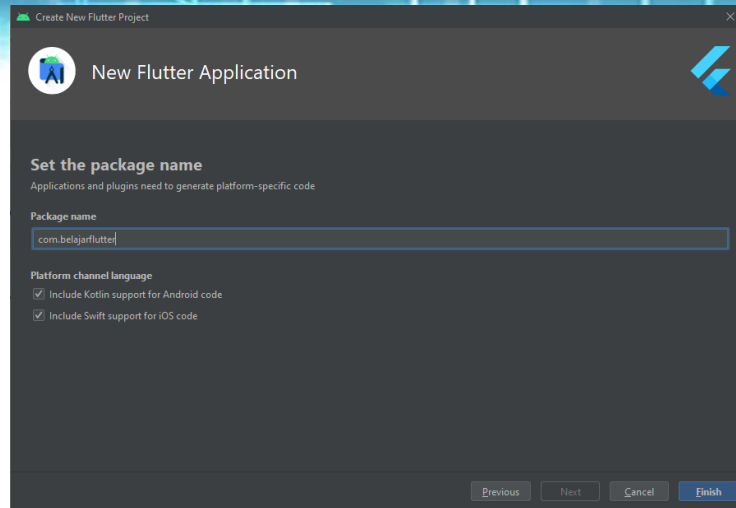 Create New Flutter Project
New Flutter Application
Set the package name
Applications and plugins need to generate platform-specific code
Package name
com.belajarflutter
Platform channel language
Include Kotlin support for Android code
Include Swift support for iOS code
Previous Next Cancel Finish